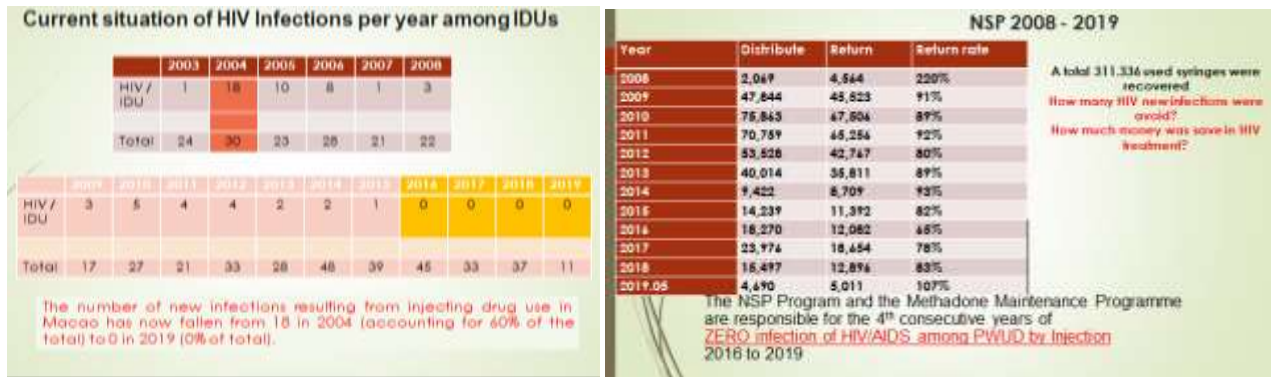 Current situation of HIV Infections per year among IDUs
2003 2004 2005 2006 2007 2008
HIV / IDU 1 18 10 8 1 3
Total 24 30 23 28 21 22
2009 2010 2011 2012 2013 2014 2015 2016 2017 2018 2019
HIV / IDU 3 5 4 4 2 2 1 0 0 0 0
Total 17 27 21 33 28 48 39 45 33 37 11
The number of new infections resulting from injecting drug use in
Macao has now fallen from 18 in 2004 (accounting for 60% of the
total) to 0 in 2019 (0% of total).
NSP 2008 - 2019
Year Distribute Return Return rate
2008 2,069 4,564 220%
2009 47,844 45,523 91%
2010 75,863 67,506 89%
2011 70,759 65,256 92%
2012 53,528 42,767 80%
2013 40,014 35,811 89%
2014 9,422 8,709 93%
2015 14,239 11,392 82%
2016 18,270 12,082 65%
2017 23,976 18,654 78%
2018 15,497 12,896 83%
2019.05 4,690 5,011 107%
A total 311.336 used syringes were
recovered
How many HIV new infections were
avoid?
How much money was save in HIV
treatment?
The NSP Program and the Methadone Maintenance Programme
are responsible for the 4th consecutive years of
ZERO infection of HIV/AIDS among PWUD by Injection
2016 to 2019